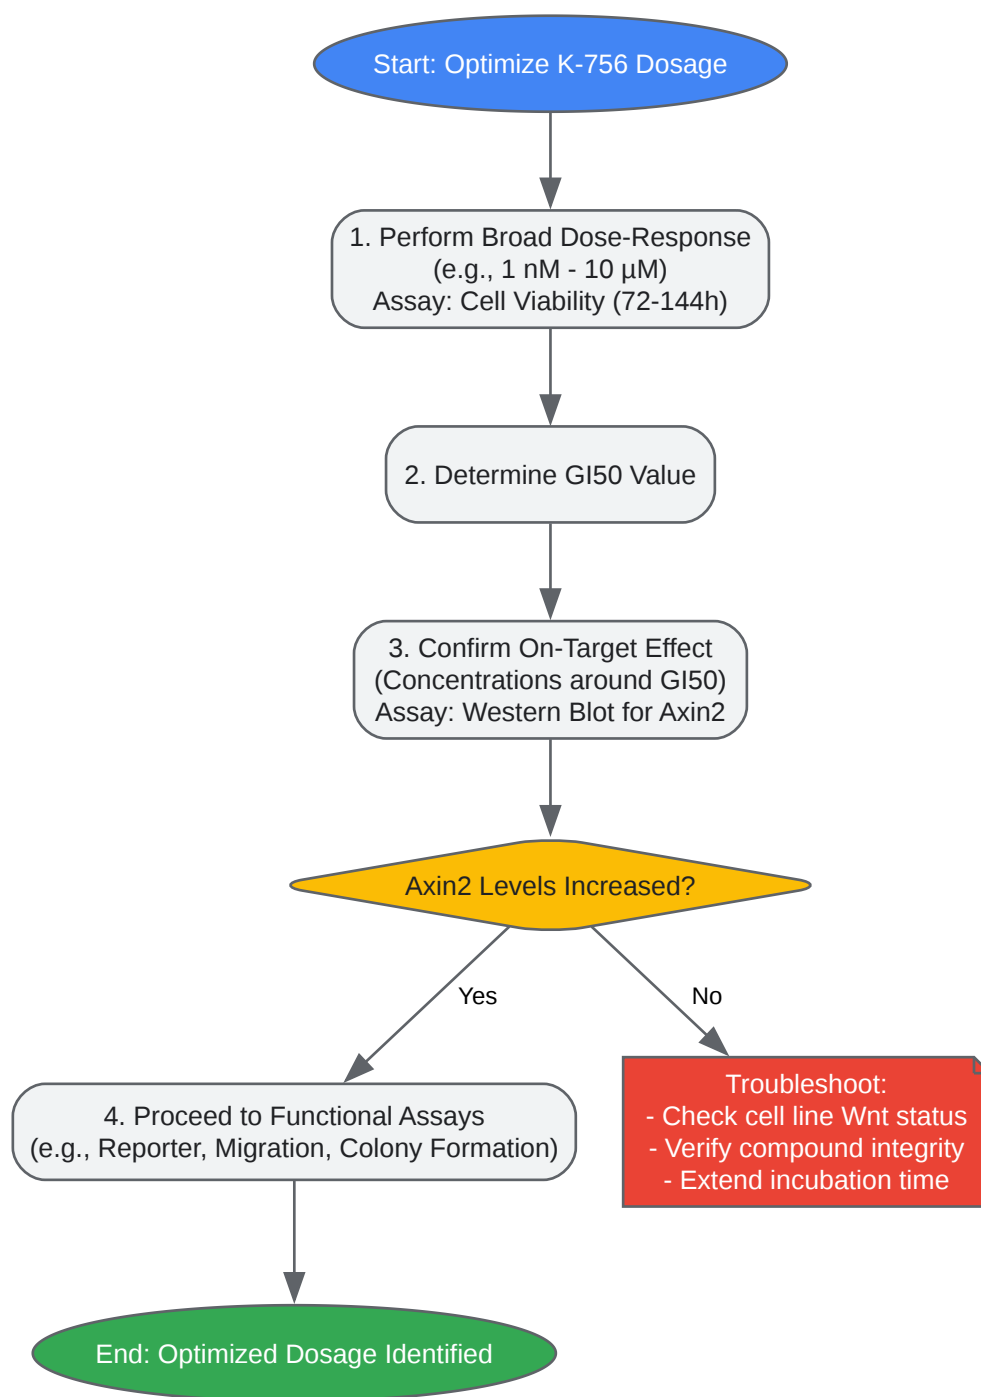 Start: Optimize K-756 Dosage
1. Perform Broad Dose-Response
(e.g., 1 nM - 10 µM)
Assay: Cell Viability (72-144h)
2. Determine GI50 Value
3. Confirm On-Target Effect
(Concentrations around GI50)
Assay: Western Blot for Axin2
Axin2 Levels Increased?
Yes
No
4. Proceed to Functional Assays
(e.g., Reporter, Migration, Colony Formation)
Troubleshoot:
- Check cell line Wnt status
- Verify compound integrity
- Extend incubation time
End: Optimized Dosage Identified